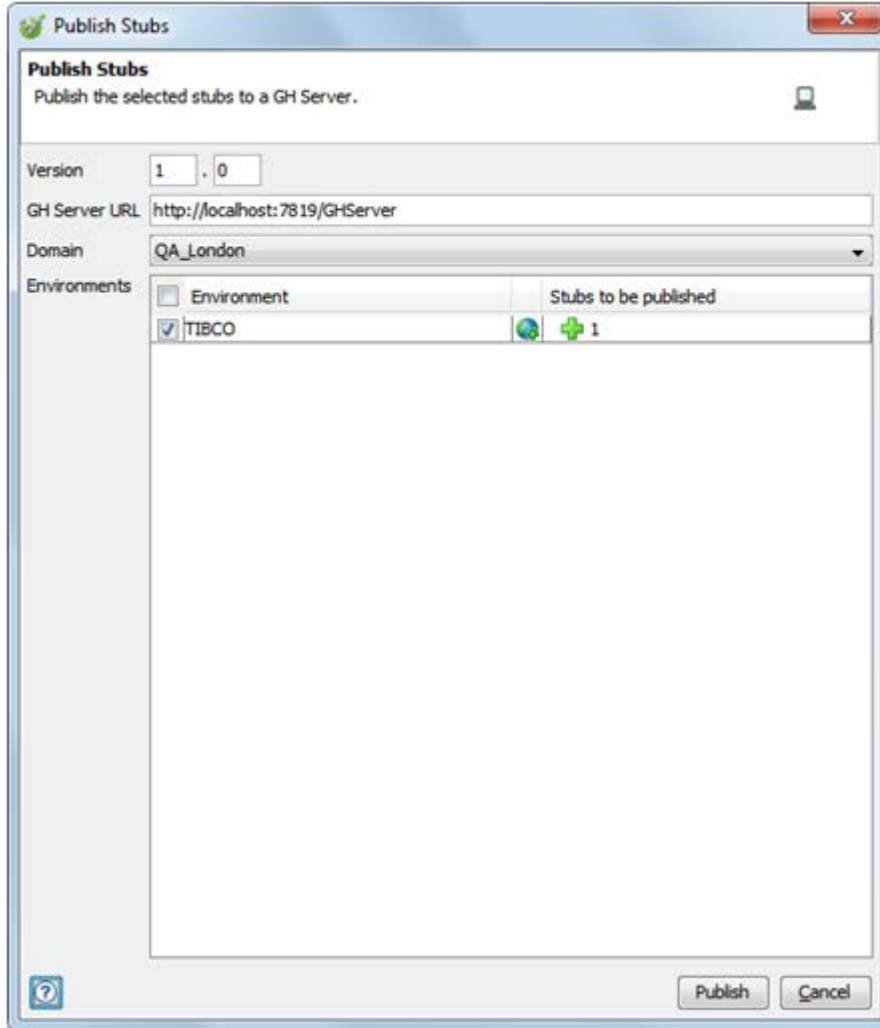 Publish Stubs
Publish Stubs
Publish the selected stubs to a GH Server.
Version 1 . 0
GH Server URL http://localhost:7819/GHServer
Domain QA_London
Environments Environment Stubs to be published
TIBCO 1
Publish Cancel